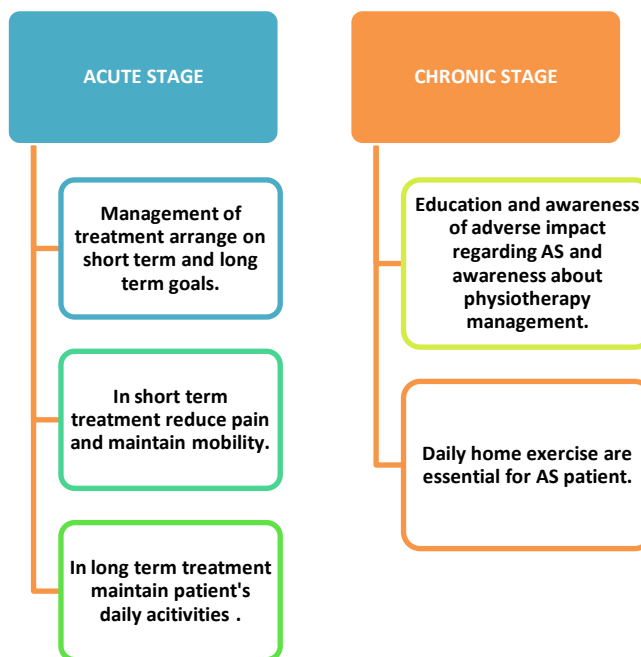 ACUTE STAGE
Management of
treatment arrange on
short term and long
term goals.
In short term
treatment reduce pain
and maintain mobility.
In long term treatment
maintain patient's
daily acitivities .
CHRONIC STAGE
Education and awareness
of adverse impact
regarding AS and
awareness about
physiotherapy
management.
Daily home exercise are
essential for AS patient.